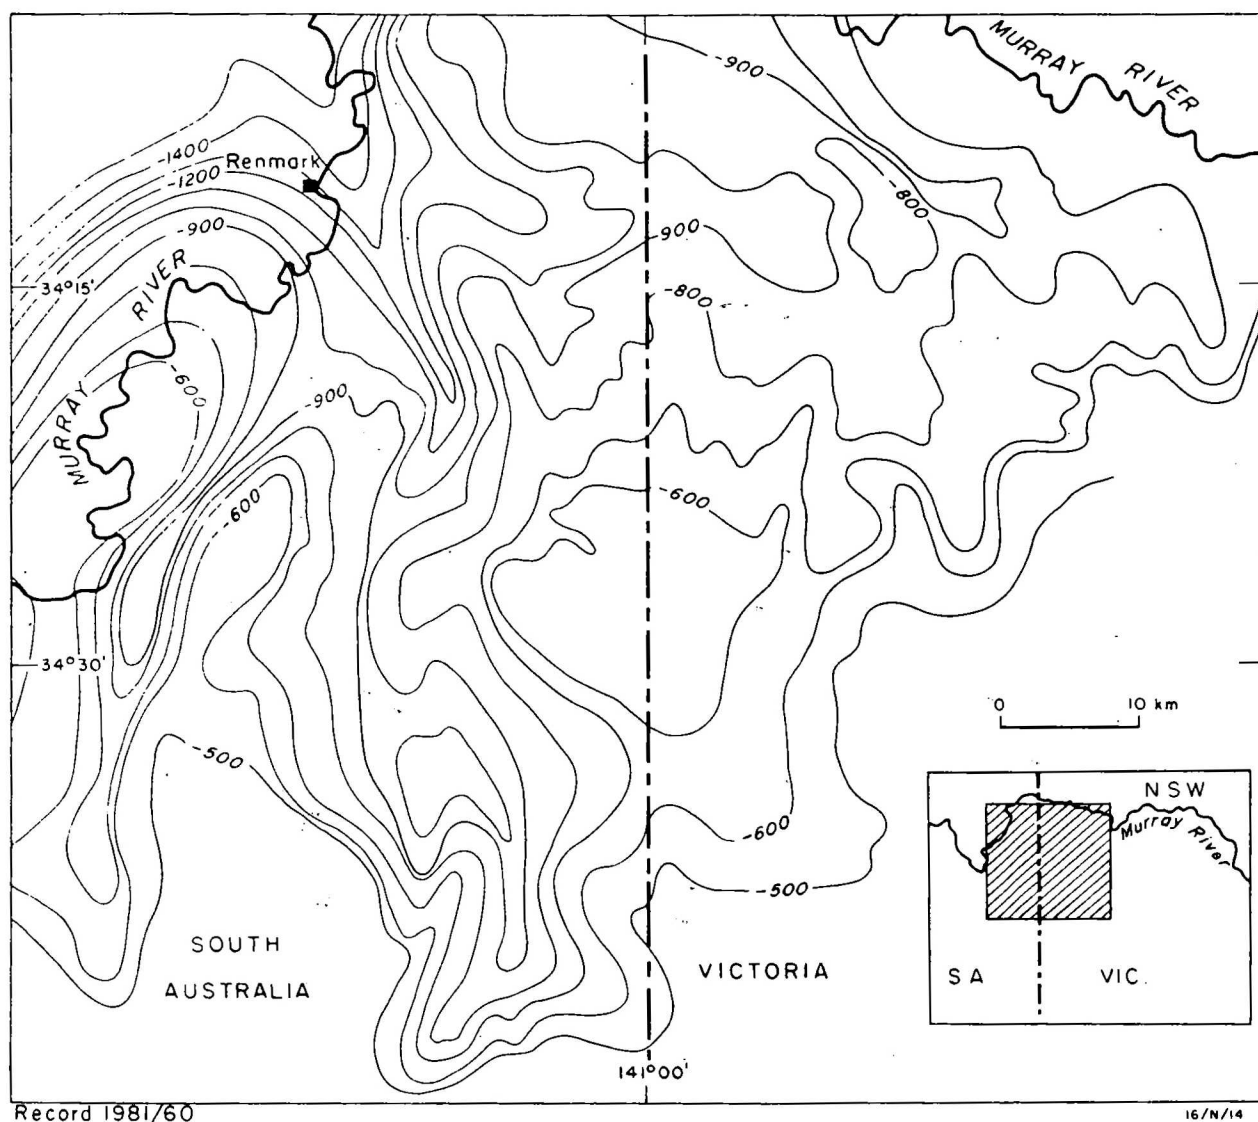 MURRAY RIVER
-900
-1400
Renmark
-1200
-800
-900
-900
34°15'
-800
MURRAY RIVER
-600
-900
-600
-600
34°30'
0 10 km
-500
-600
-500
NSW
Murray River
SA
VIC.
SOUTH
AUSTRALIA
VICTORIA
141°00'
Record 1981/60
16/N/14